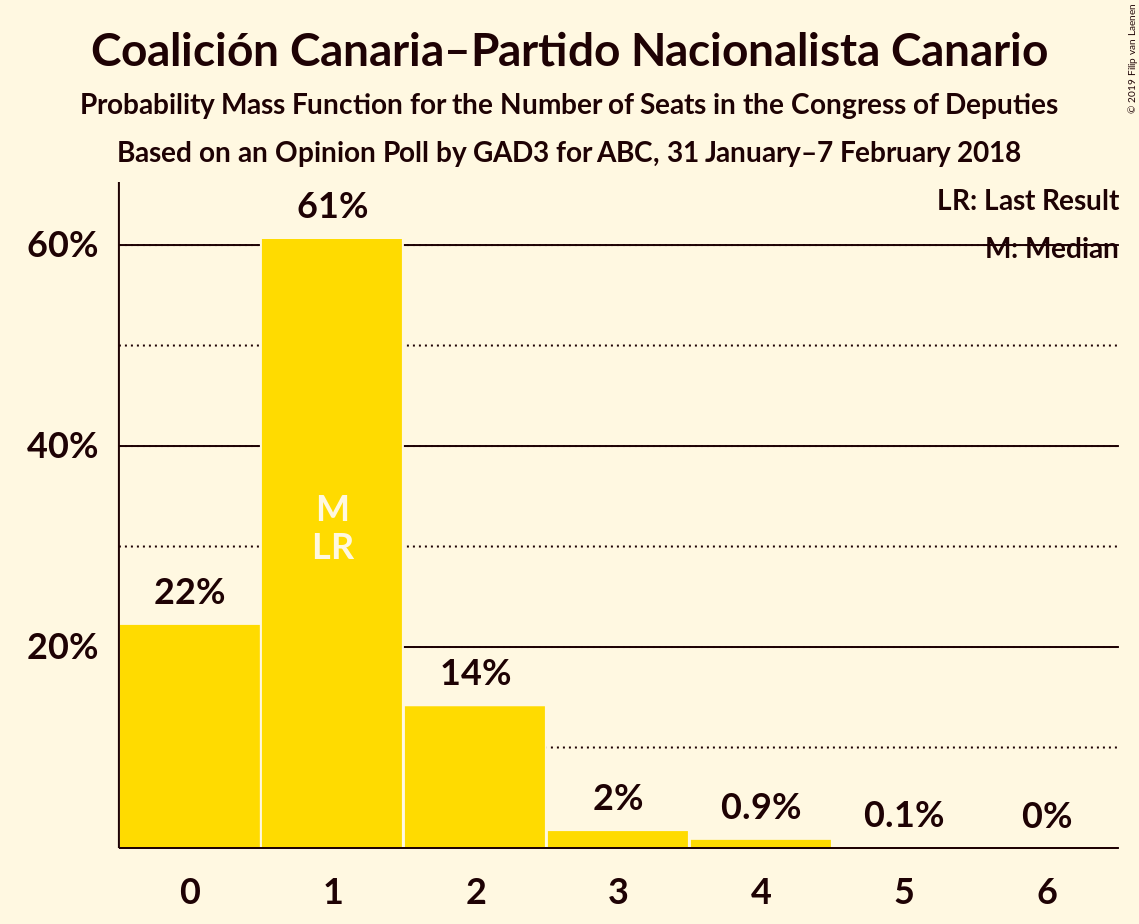 Coalición Canaria–Partido Nacionalista Canario
Probability Mass Function for the Number of Seats in the Congress of Deputies
Based on an Opinion Poll by GAD3 for ABC, 31 January–7 February 2018
© 2019 Filip van Laenen
LR: Last Result
M: Median
60%
40%
20%
22%
61%
M
LR
14%
2%
0.9%
0.1%
0%
0 1 2 3 4 5 6